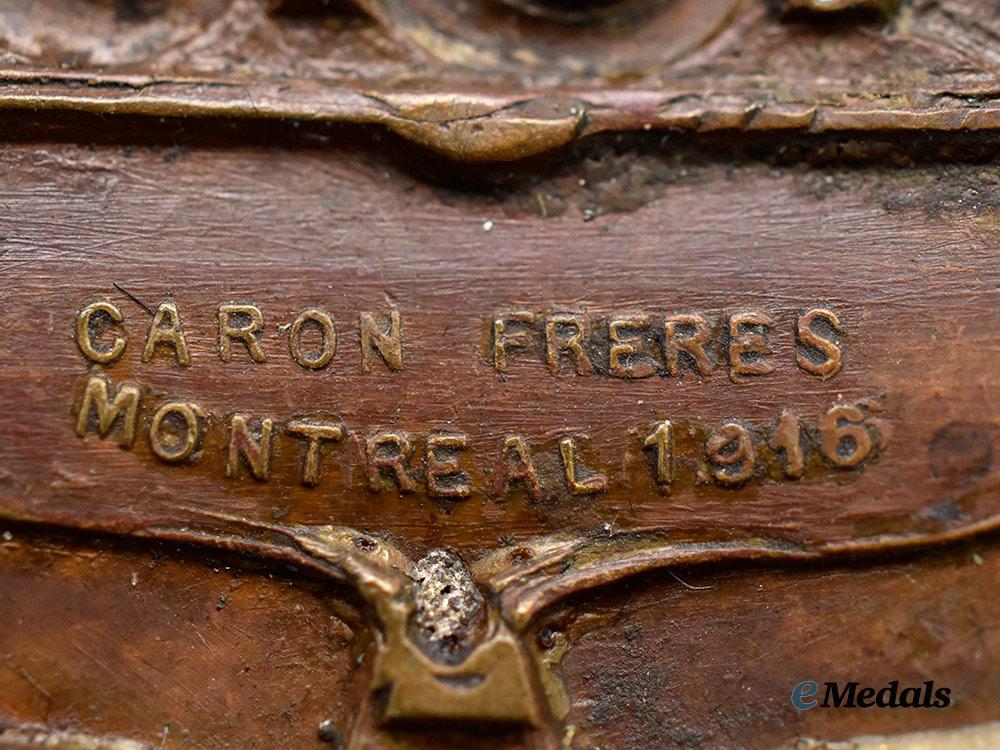 CARON FRERES
MONTREAL 1916
eMedals